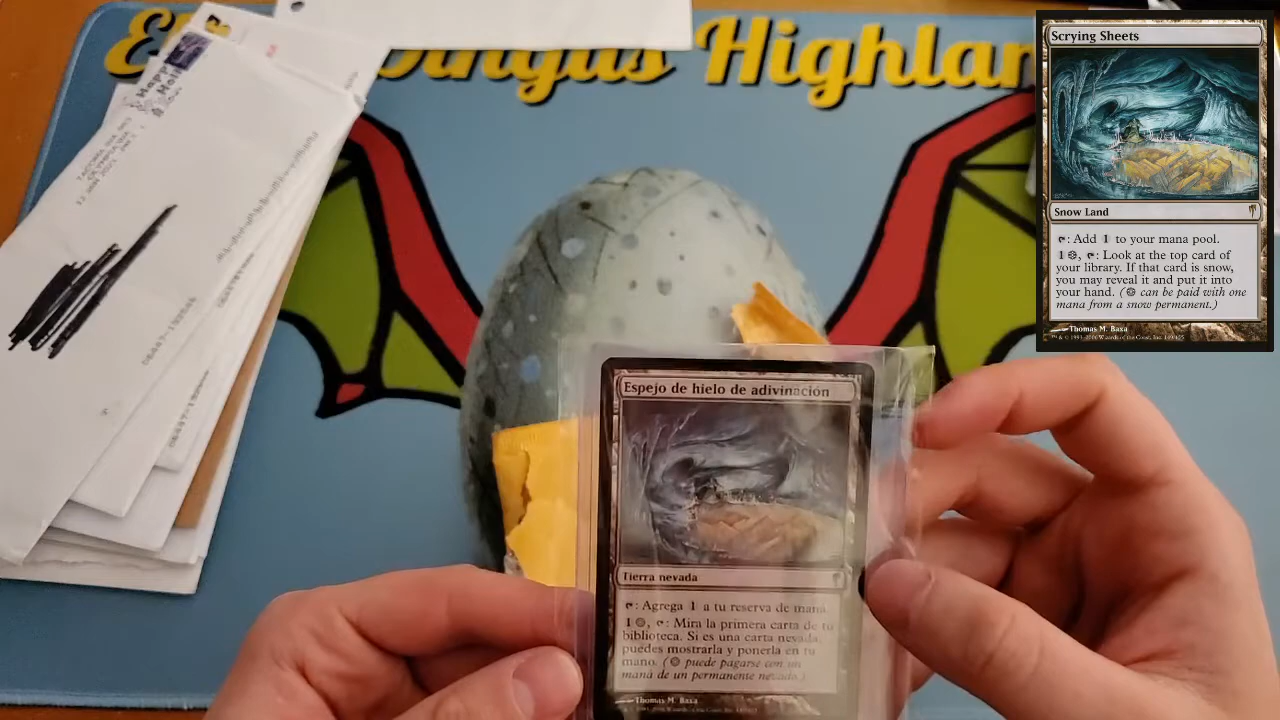 Highlan
Scrying Sheets
Snow Land
: Add 1 to your mana pool.
1 , : Look at the top card of
your library. If that card is snow,
you may reveal it and put it into
your hand. ( can be paid with one
mana from a snow permanent.)
Thomas M. Baxa
Espejo de hielo de adivinación
Tierra nevada
: Agrega 1 a tu reserva de maná.
1 , : Mira la primera carta de tu
biblioteca. Si es una carta nevada,
puedes mostrarla y ponerla en tu
mano. ( puede pagarse con un
maná de un permanente nevado.)
Thomas M. Baxa